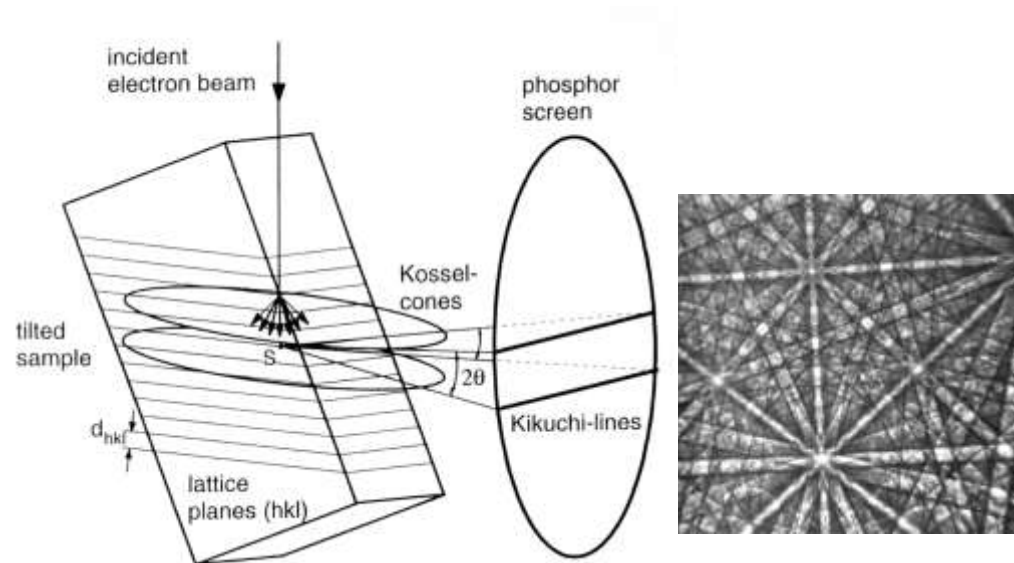 incident
electron beam
phosphor
screen
Kossel-
cones
tilted
sample
S
2θ
d_hkl
Kikuchi-lines
lattice
planes (hkl)